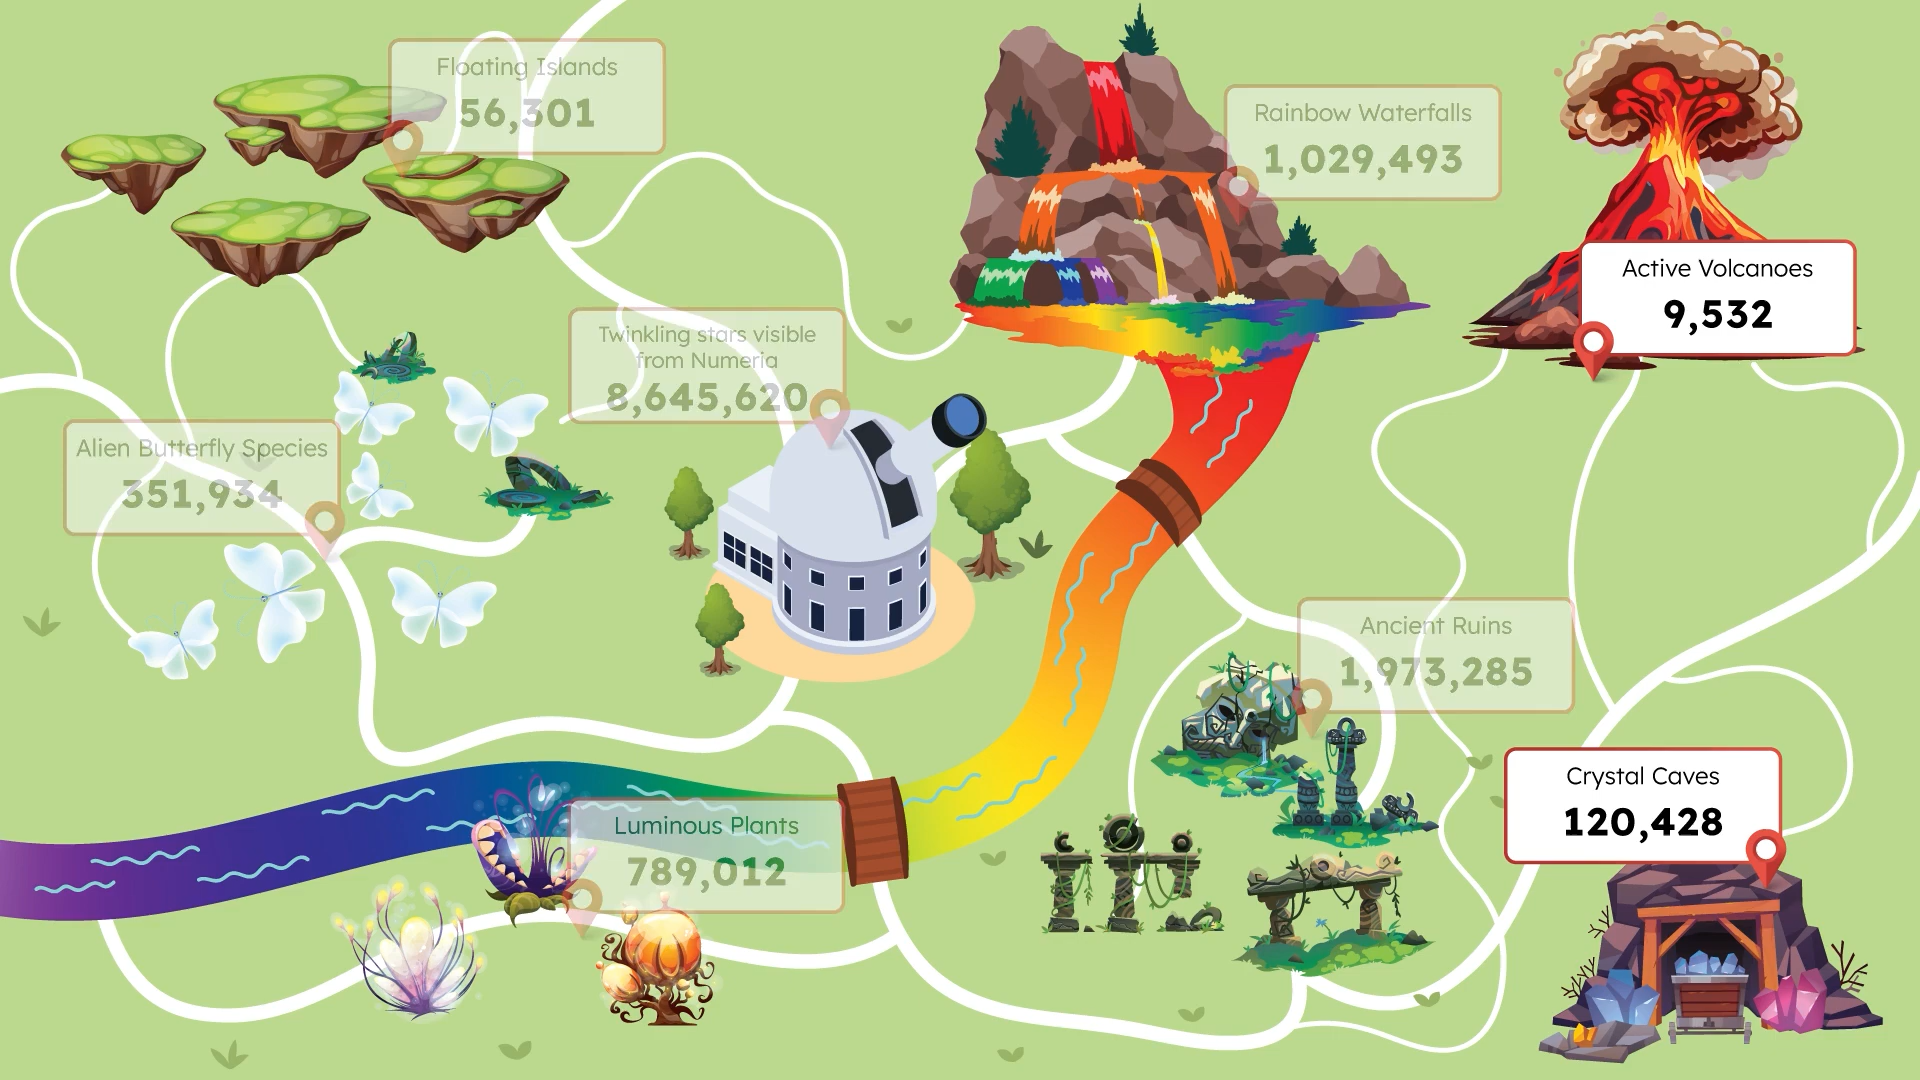 Floating Islands
56,301
Rainbow Waterfalls
1,029,493
Active Volcanoes
9,532
Twinkling stars visible
from Numeria
8,645,620
Alien Butterfly Species
351,934
Ancient Ruins
1,973,285
Crystal Caves
120,428
Luminous Plants
789,012